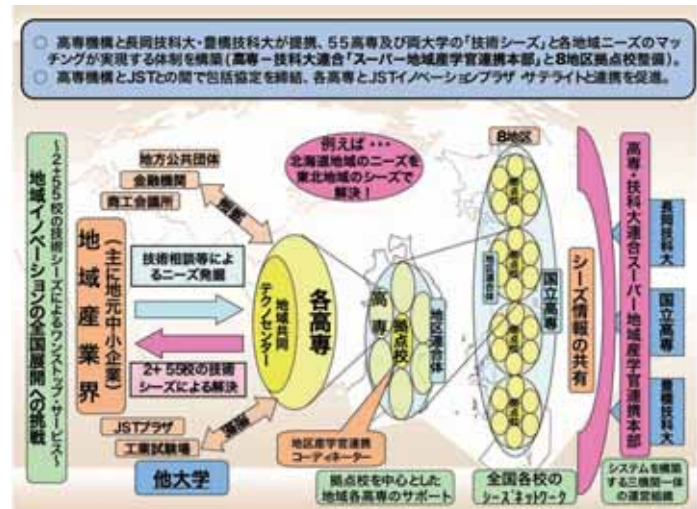 ○ 高専機構と長岡技科大・豊橋技科大が提携、55高専及び両大学の「技術シーズ」と各地域ニーズのマッ
チングが実現する体制を構築(高専－技科大連合「スーパー地域産学官連携本部」と8地区拠点校整備)。
○ 高専機構とJSTとの間で包括協定を締結、各高専とJSTイノベーションプラザ・サテライトと連携を促進。
～2+55校の技術シーズによるワンストップ・サービス～
地域イノベーションの全国展開への挑戦
地方公共団体
金融機関
商工会議所
連携
地域産業界
(主に地元中小企業)
技術相談等によ
るニーズ発掘
2+55校の技術
シーズによる解決
JSTプラザ
工業試験場
連携
他大学
各高専
地域共同
テクノセンター
例えば・・・
北海道地域のニーズを
東北地域のシーズで
解決！
高専
拠点校
地区連合体
地区産学官連携
コーディネーター
拠点校を中心とした
地域各高専のサポート
8地区
拠点校
拠点校
拠点校
拠点校
地区連合体
国立高専
全国各校の
シーズネットワーク
シーズ情報の共有
高専・技科大連合スーパー地域産学官連携本部
長岡技科大
国立高専
豊橋技科大
システムを構築
する三機関一体
の運営組織